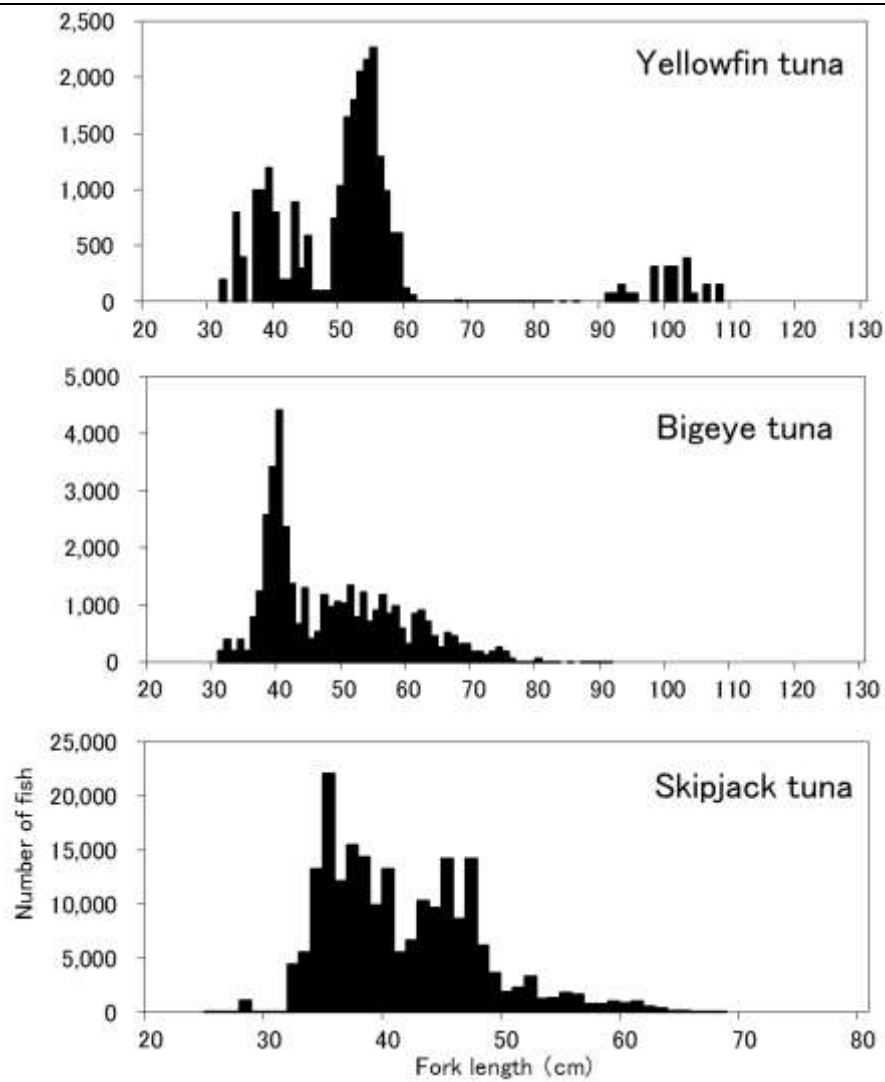 2,500
Yellowfin tuna
2,000
1,500
1,000
500
0
20 30 40 50 60 70 80 90 100 110 120 130
5,000
Bigeye tuna
4,000
3,000
2,000
1,000
0
20 30 40 50 60 70 80 90 100 110 120 130
25,000
Skipjack tuna
20,000
15,000
10,000
5,000
0
Number of fish
20 30 40 50 60 70 80
Fork length (cm)